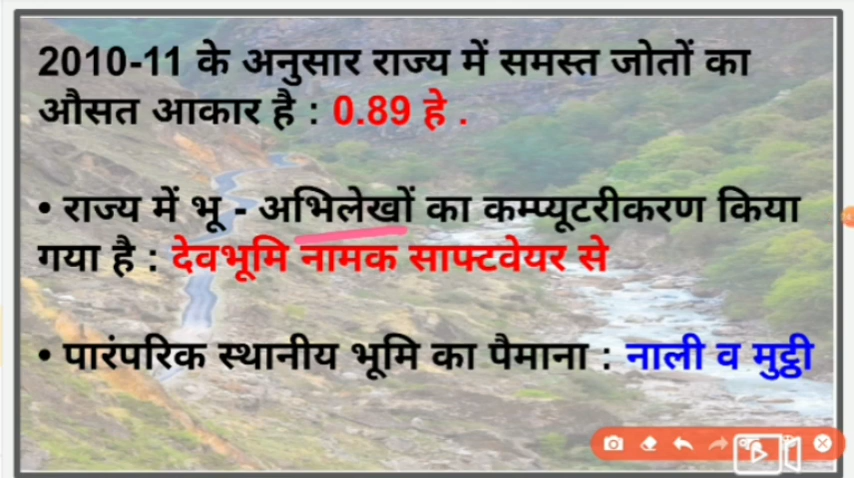 2010-11 के अनुसार राज्य में समस्त जोतों का
औसत आकार है : 0.89 हे .
• राज्य में भू - अभिलेखों का कम्प्यूटरीकरण किया
गया है : देवभूमि नामक साफ्टवेयर से
• पारंपरिक स्थानीय भूमि का पैमाना : नाली व मुट्ठी